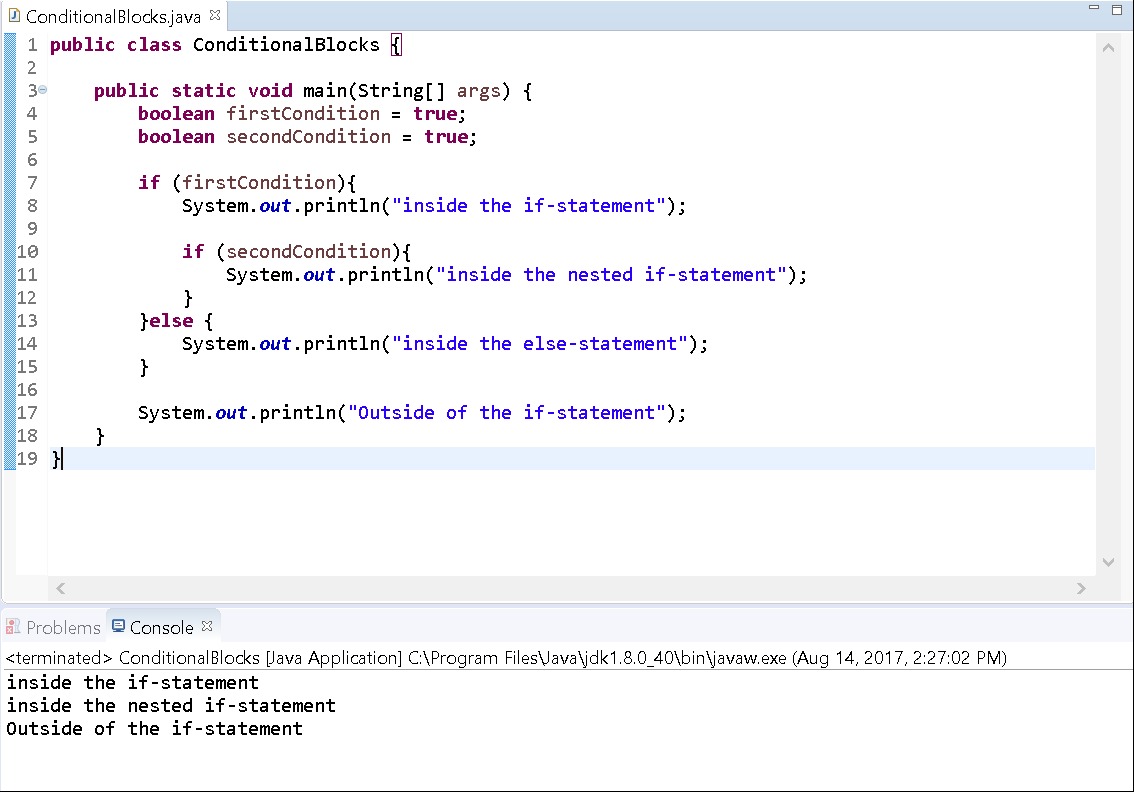 ConditionalBlocks.java
1 public class ConditionalBlocks {
2
3 public static void main(String[] args) {
4 boolean firstCondition = true;
5 boolean secondCondition = true;
6
7 if (firstCondition){
8 System.out.println("inside the if-statement");
9
10 if (secondCondition){
11 System.out.println("inside the nested if-statement");
12 }
13 }else {
14 System.out.println("inside the else-statement");
15 }
16
17 System.out.println("Outside of the if-statement");
18 }
19 }
Problems Console
<terminated> ConditionalBlocks [Java Application] C:\Program Files\Java\jdk1.8.0_40\bin\javaw.exe (Aug 14, 2017, 2:27:02 PM)
inside the if-statement
inside the nested if-statement
Outside of the if-statement